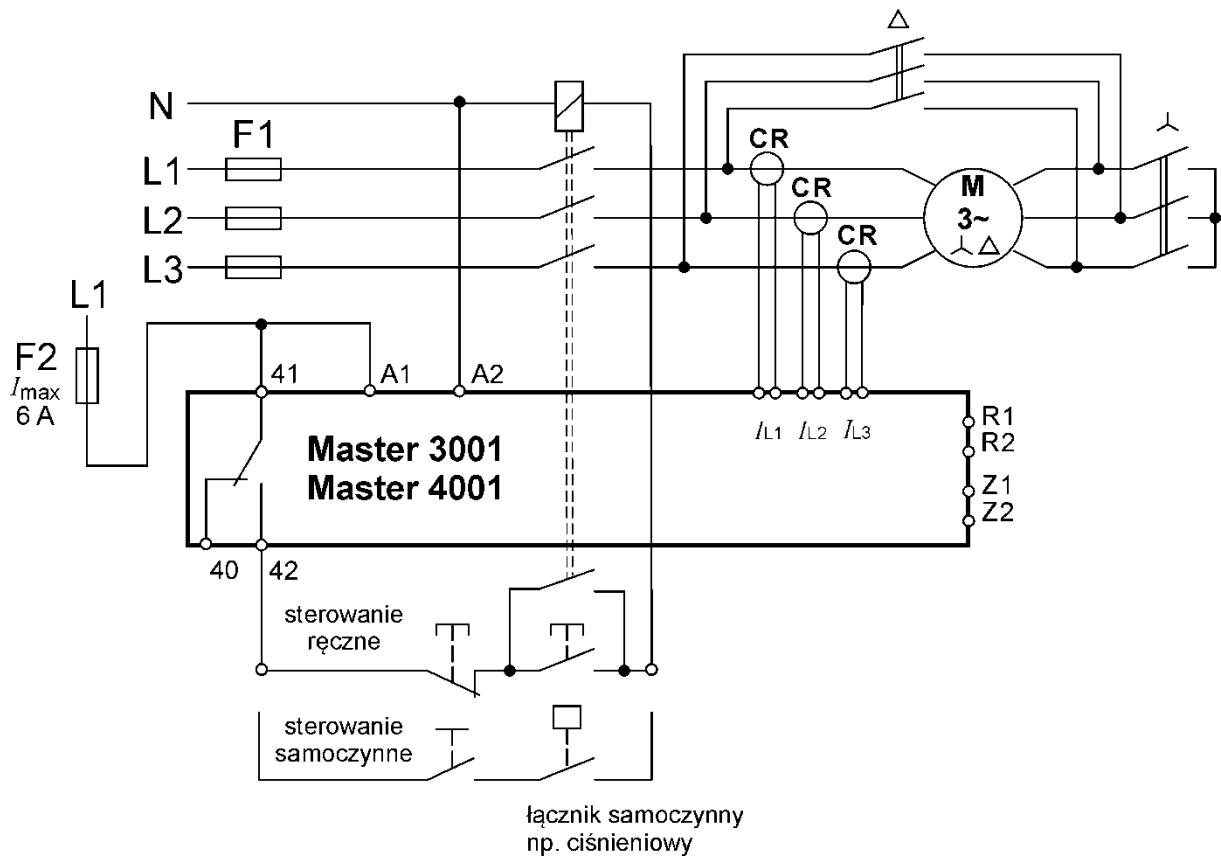 N
F1
L1
L2
L3
L1
F2
Imax
6 A
CR
CR
CR
M
3~
41
A1
A2
IL1 IL2 IL3
R1
R2
Z1
Z2
Master 3001
Master 4001
40
42
sterowanie
ręczne
sterowanie
samoczynne
łącznik samoczynny
np. ciśnieniowy